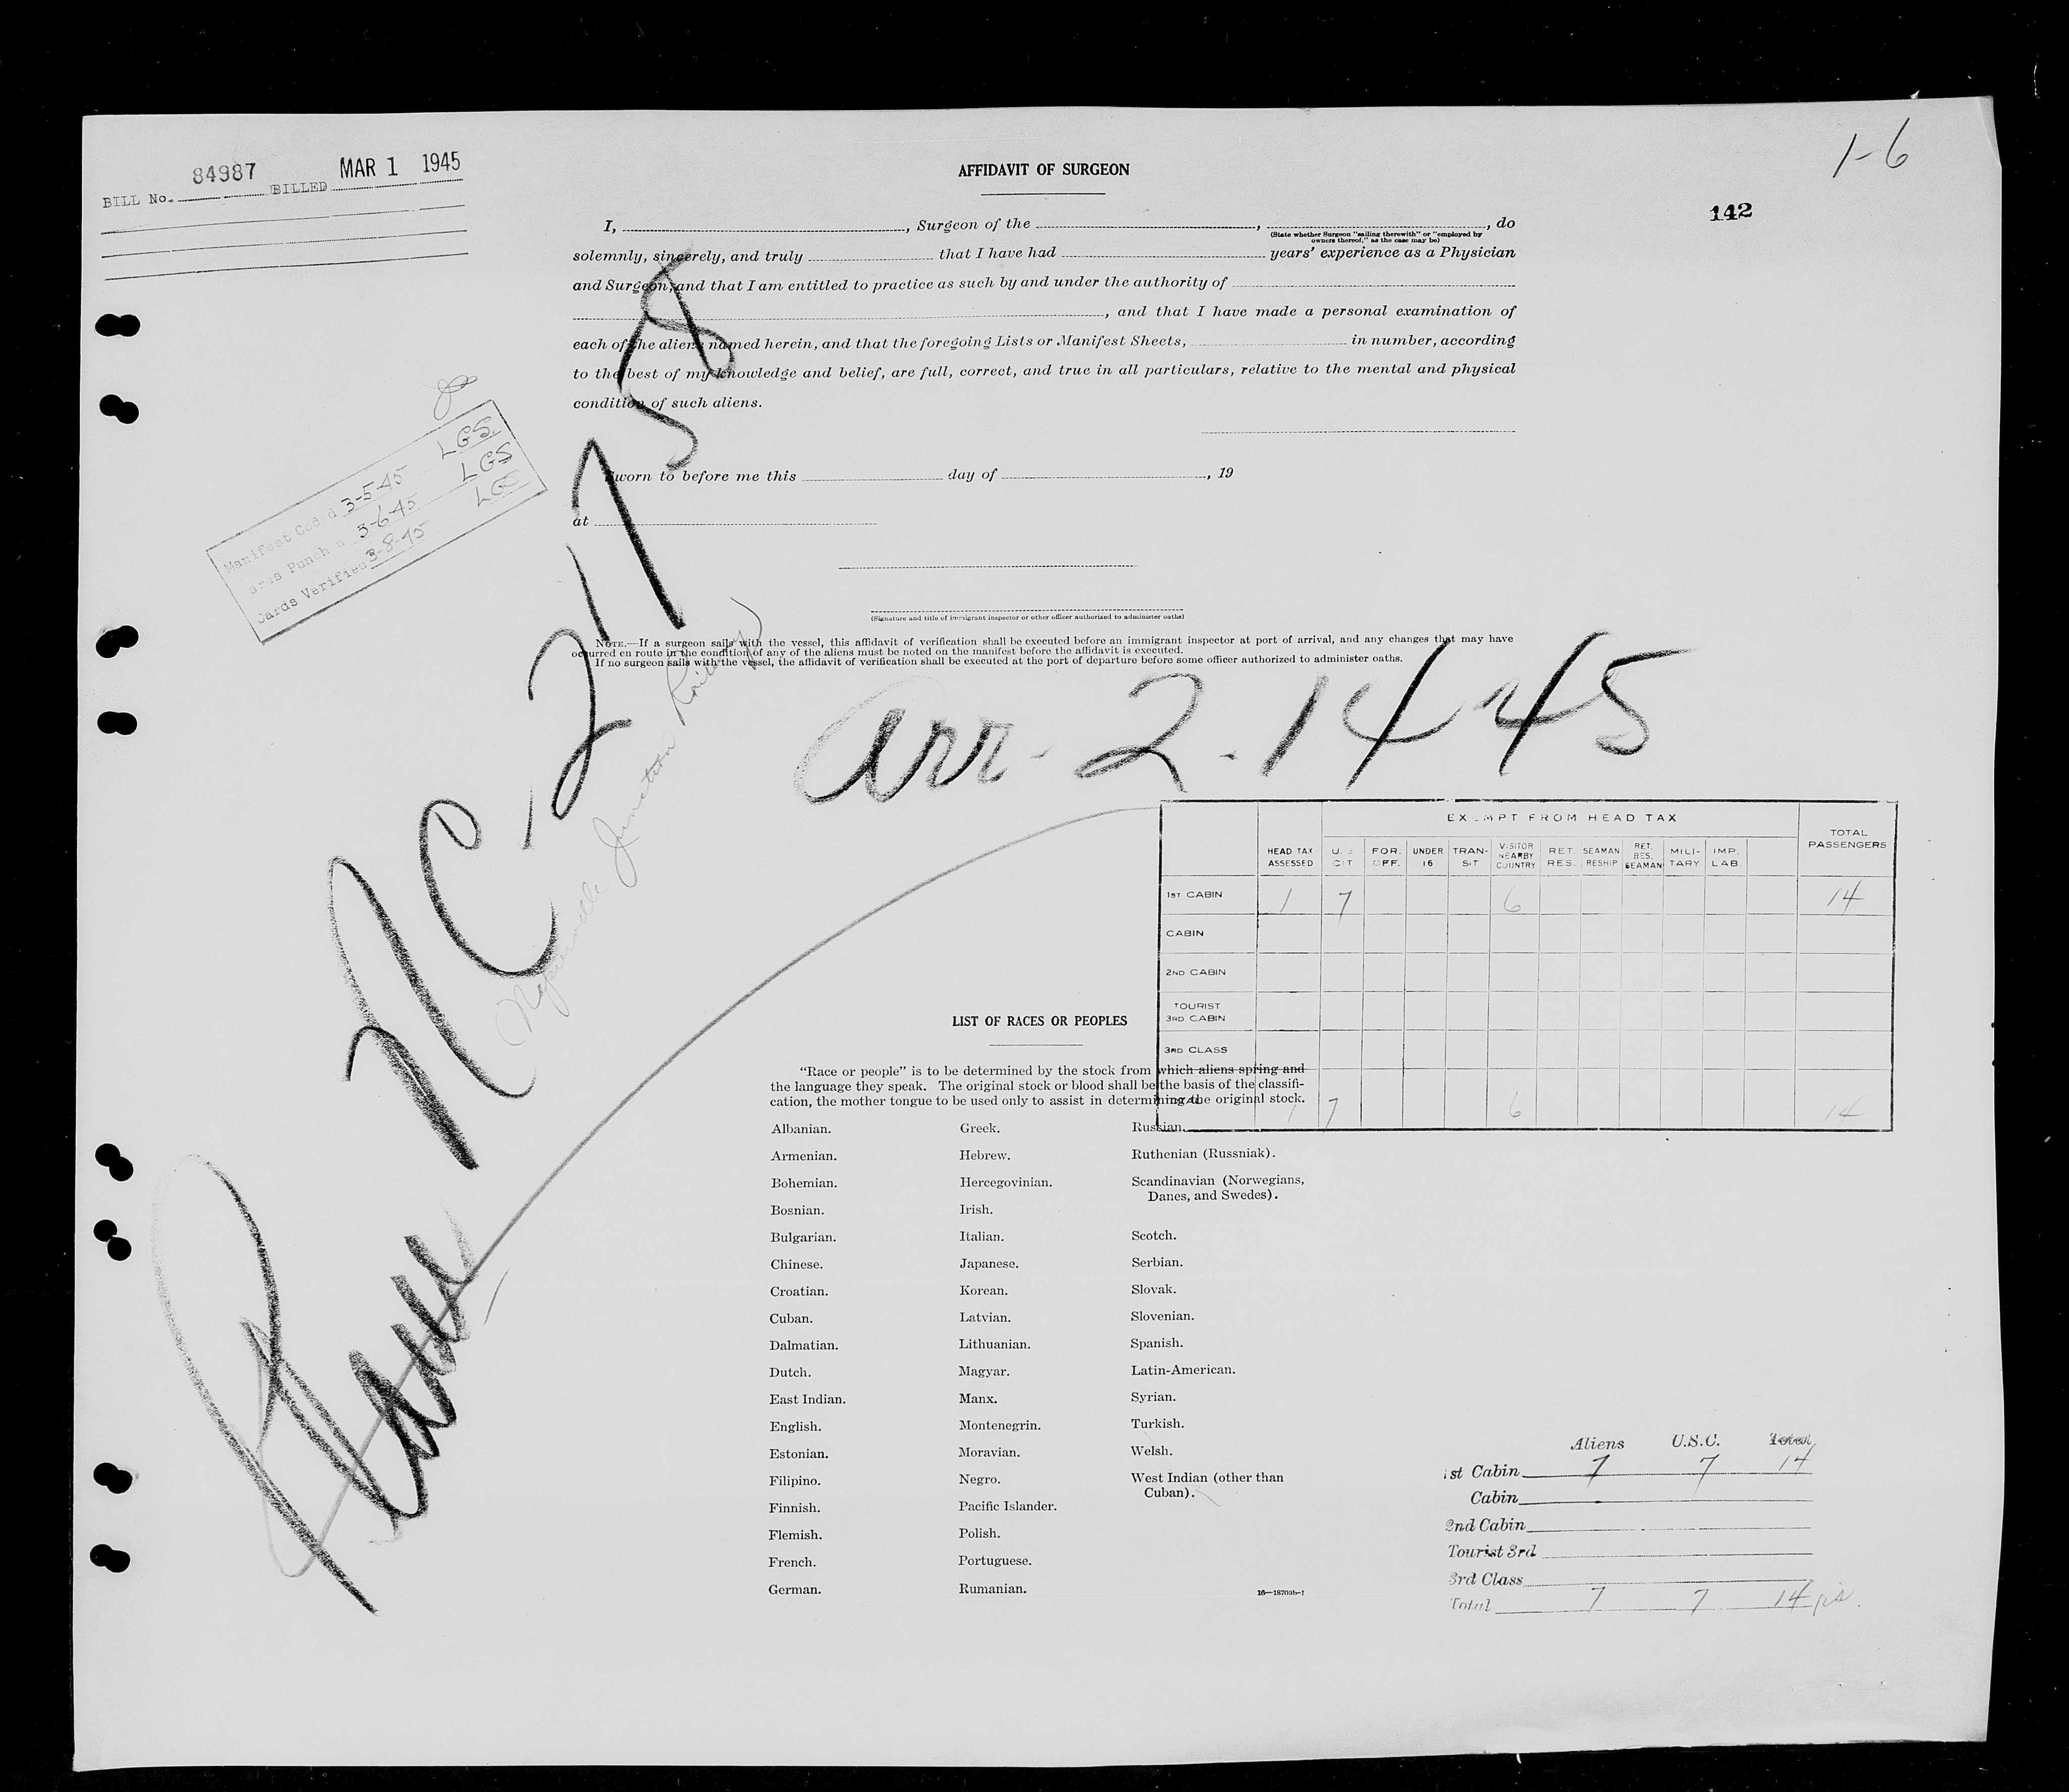 1-6
BILL No. 84987 BILLED MAR 1 1945
142
AFFIDAVIT OF SURGEON
I, , Surgeon of the , , do
(State whether Surgeon "sailing therewith" or "employed by
owners thereof," as the case may be)
solemnly, sincerely, and truly that I have had years' experience as a Physician
and Surgeon, and that I am entitled to practice as such by and under the authority of
, and that I have made a personal examination of
each of the aliens named herein, and that the foregoing Lists or Manifest Sheets, in number, according
to the best of my knowledge and belief, are full, correct, and true in all particulars, relative to the mental and physical
condition of such aliens.
Sworn to before me this day of , 19
at
(Signature and title of immigrant inspector or other officer authorized to administer oaths)
NOTE.—If a surgeon sails with the vessel, this affidavit of verification shall be executed before an immigrant inspector at port of arrival, and any changes that may have
occurred en route in the condition of any of the aliens must be noted on the manifest before the affidavit is executed.
If no surgeon sails with the vessel, the affidavit of verification shall be executed at the port of departure before some officer authorized to administer oaths.
Manifest Coded 3-5-45 LGS
Cards Punch d 3-6-45 LGS
Cards Verified 3-8-45 LGS
Plane NC-21758
Junction
arr- 2-14-45
EXEMPT FROM HEAD TAX
HEAD TAX ASSESSED U.S. CIT. FOR. OFF. UNDER 16 TRAN-SIT VISITOR NEARBY COUNTRY RET. RES. SEAMAN RESHIP RET. RES. SEAMAN MILI-TARY IMP. LAB TOTAL PASSENGERS
1ST CABIN 1 7 6 14
CABIN
2ND CABIN
TOURIST
3RD CABIN
3RD CLASS
TOTAL 1 7 6 14
LIST OF RACES OR PEOPLES
"Race or people" is to be determined by the stock from which aliens spring and
the language they speak. The original stock or blood shall be the basis of the classifi-
cation, the mother tongue to be used only to assist in determining the original stock.
Albanian. Greek. Russian.
Armenian. Hebrew. Ruthenian (Russniak).
Bohemian. Hercegovinian. Scandinavian (Norwegians,
Danes, and Swedes).
Bosnian. Irish.
Bulgarian. Italian. Scotch.
Chinese. Japanese. Serbian.
Croatian. Korean. Slovak.
Cuban. Latvian. Slovenian.
Dalmatian. Lithuanian. Spanish.
Dutch. Magyar. Latin-American.
East Indian. Manx. Syrian.
English. Montenegrin. Turkish.
Estonian. Moravian. Welsh.
Filipino. Negro. West Indian (other than
Cuban).
Finnish. Pacific Islander.
Flemish. Polish.
French. Portuguese.
German. Rumanian.
16—18709b-1
Aliens U.S.C. Total
1st Cabin 7 7 14
Cabin
2nd Cabin
Tourist 3rd
3rd Class
Total 7 7 14